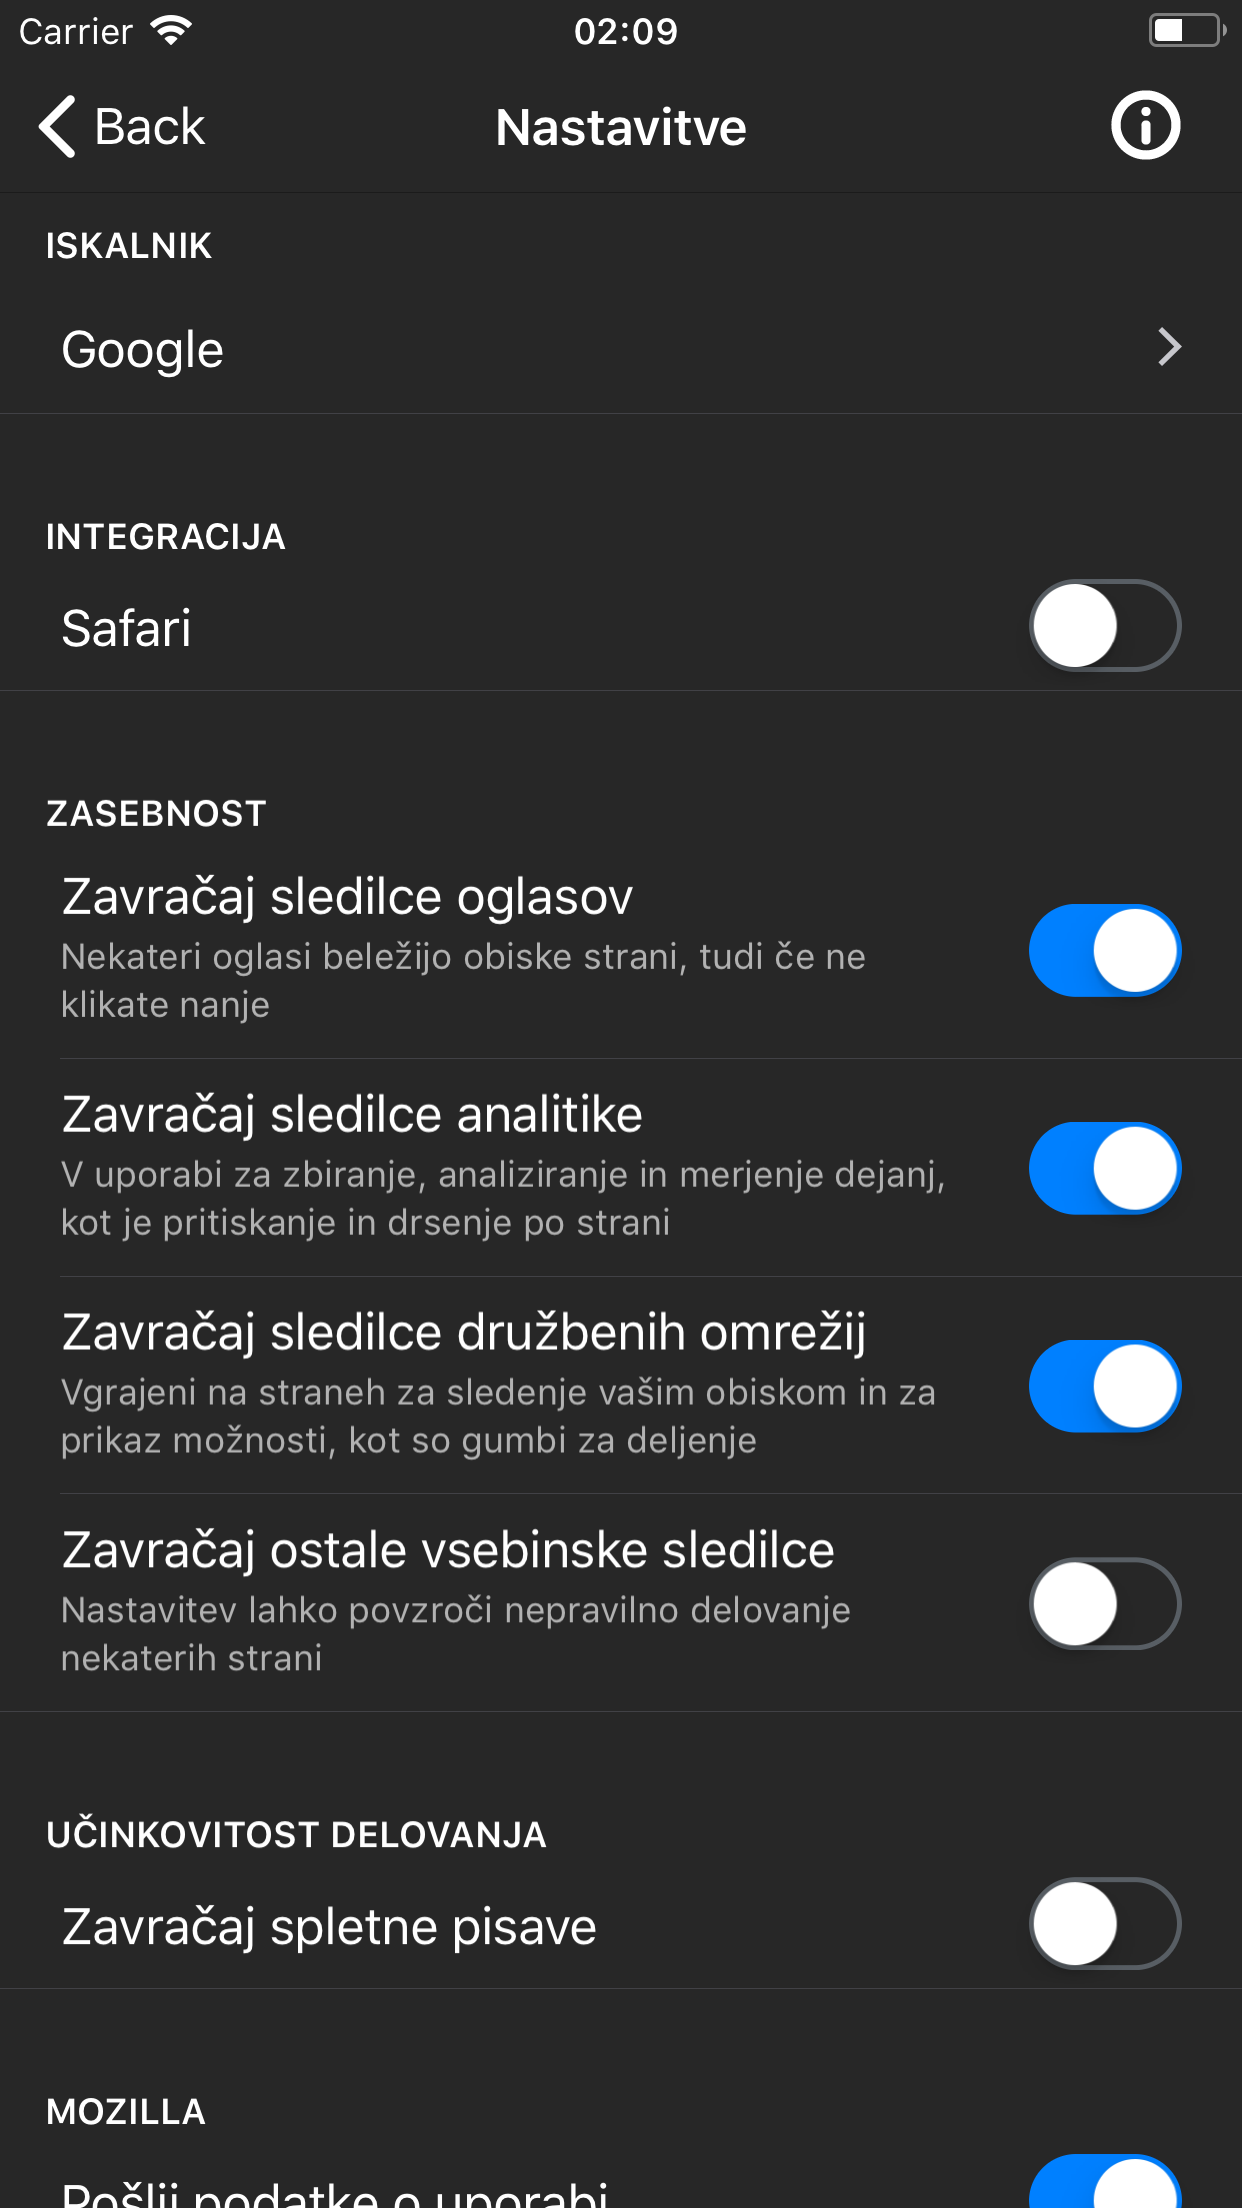 Carrier 02:09
Back Nastavitve
ISKALNIK
Google
INTEGRACIJA
Safari
ZASEBNOST
Zavračaj sledilce oglasov
Nekateri oglasi beležijo obiske strani, tudi če ne
klikate nanje
Zavračaj sledilce analitike
V uporabi za zbiranje, analiziranje in merjenje dejanj,
kot je pritiskanje in drsenje po strani
Zavračaj sledilce družbenih omrežij
Vgrajeni na straneh za sledenje vašim obiskom in za
prikaz možnosti, kot so gumbi za deljenje
Zavračaj ostale vsebinske sledilce
Nastavitev lahko povzroči nepravilno delovanje
nekaterih strani
UČINKOVITOST DELOVANJA
Zavračaj spletne pisave
MOZILLA
Pošlji podatke o uporabi